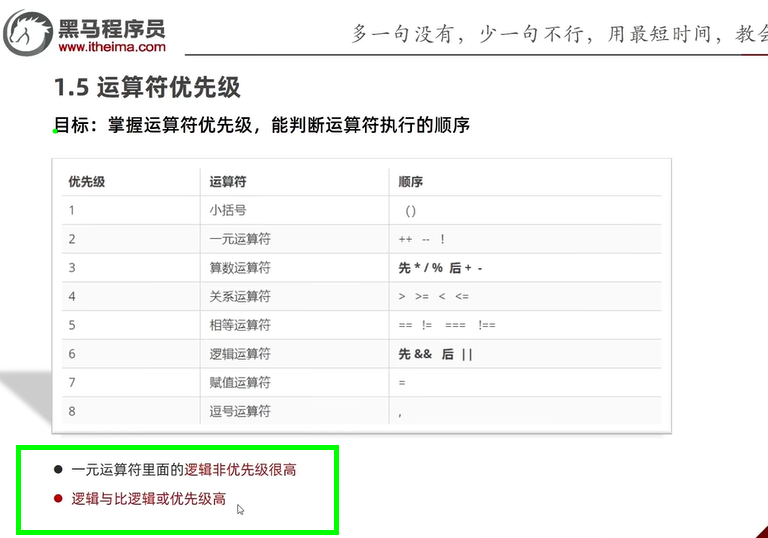 黑马程序员
www.itheima.com
多一句没有，少一句不行，用最短时间，教会
1.5 运算符优先级
目标：掌握运算符优先级，能判断运算符执行的顺序
优先级 运算符 顺序
1 小括号 ()
2 一元运算符 ++ -- !
3 算数运算符 先 * / % 后 + -
4 关系运算符 > >= < <=
5 相等运算符 == != === !==
6 逻辑运算符 先 && 后 ||
7 赋值运算符 =
8 逗号运算符 ,
● 一元运算符里面的逻辑非优先级很高
● 逻辑与比逻辑或优先级高